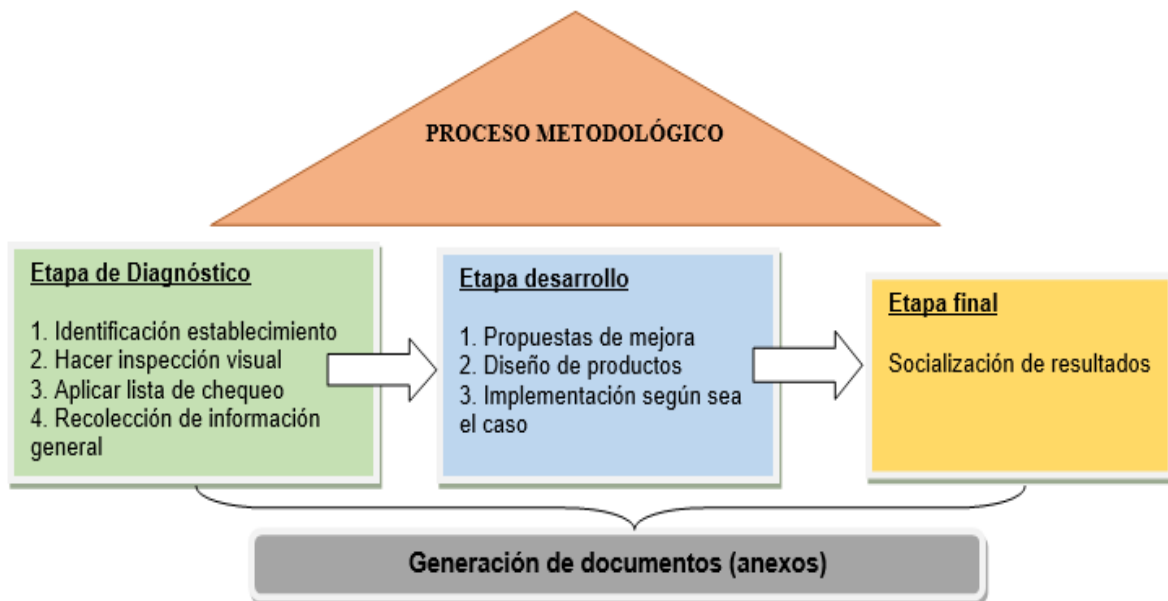 PROCESO METODOLÓGICO
Etapa de Diagnóstico
1. Identificación establecimiento
2. Hacer inspección visual
3. Aplicar lista de chequeo
4. Recolección de información
general
Etapa desarrollo
1. Propuestas de mejora
2. Diseño de productos
3. Implementación según sea
el caso
Etapa final
Socialización de resultados
Generación de documentos (anexos)